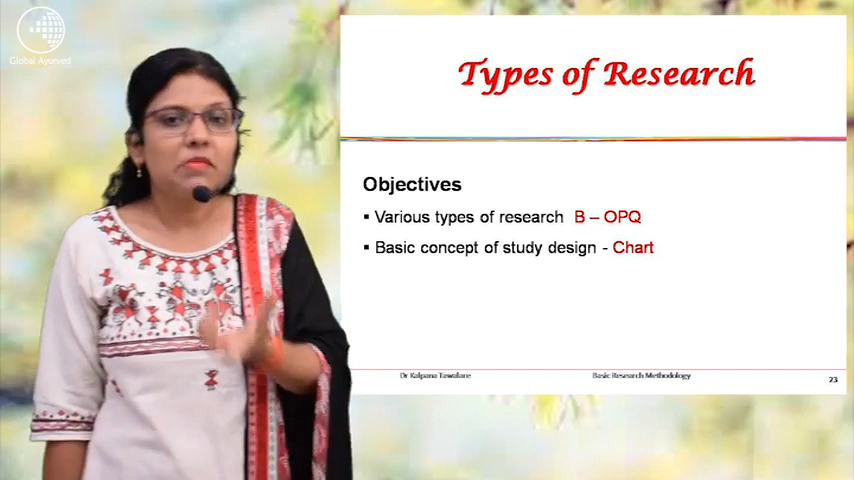 Global Ayurved
Types of Research
Objectives
▪ Various types of research B – OPQ
▪ Basic concept of study design - Chart
Dr Kalpana Tawalare Basic Research Methodology 23